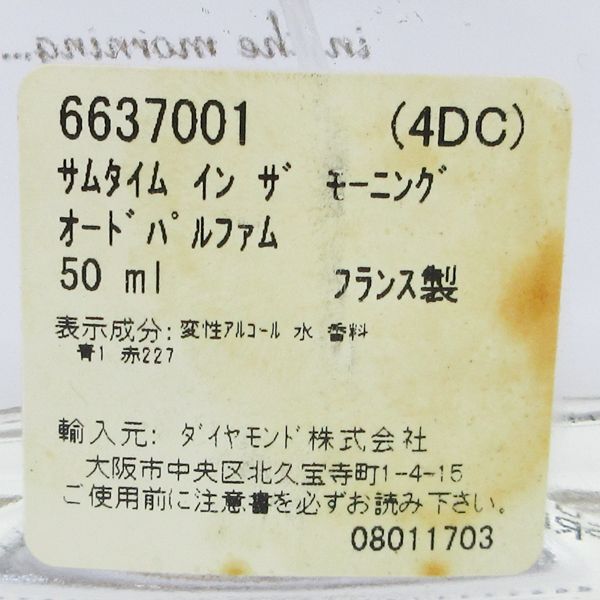 in the morning...
6637001 (4DC)
サムタイム イン ザ モーニング
オードパルファム
50 ml フランス製
表示成分: 変性アルコール 水 香料
青1 赤227
輸入元: ダイヤモンド株式会社
大阪市中央区北久宝寺町1-4-15
ご使用前に注意書を必ずお読み下さい。
08011703